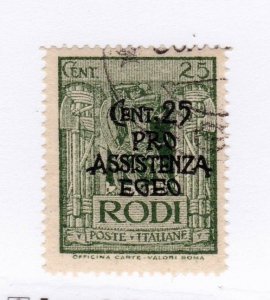 CENT. 25
CENT. 25
PRO
ASSISTENZA
EGEO
RODI
POSTE ITALIANE
OFFICINA CARTE-VALORI ROMA